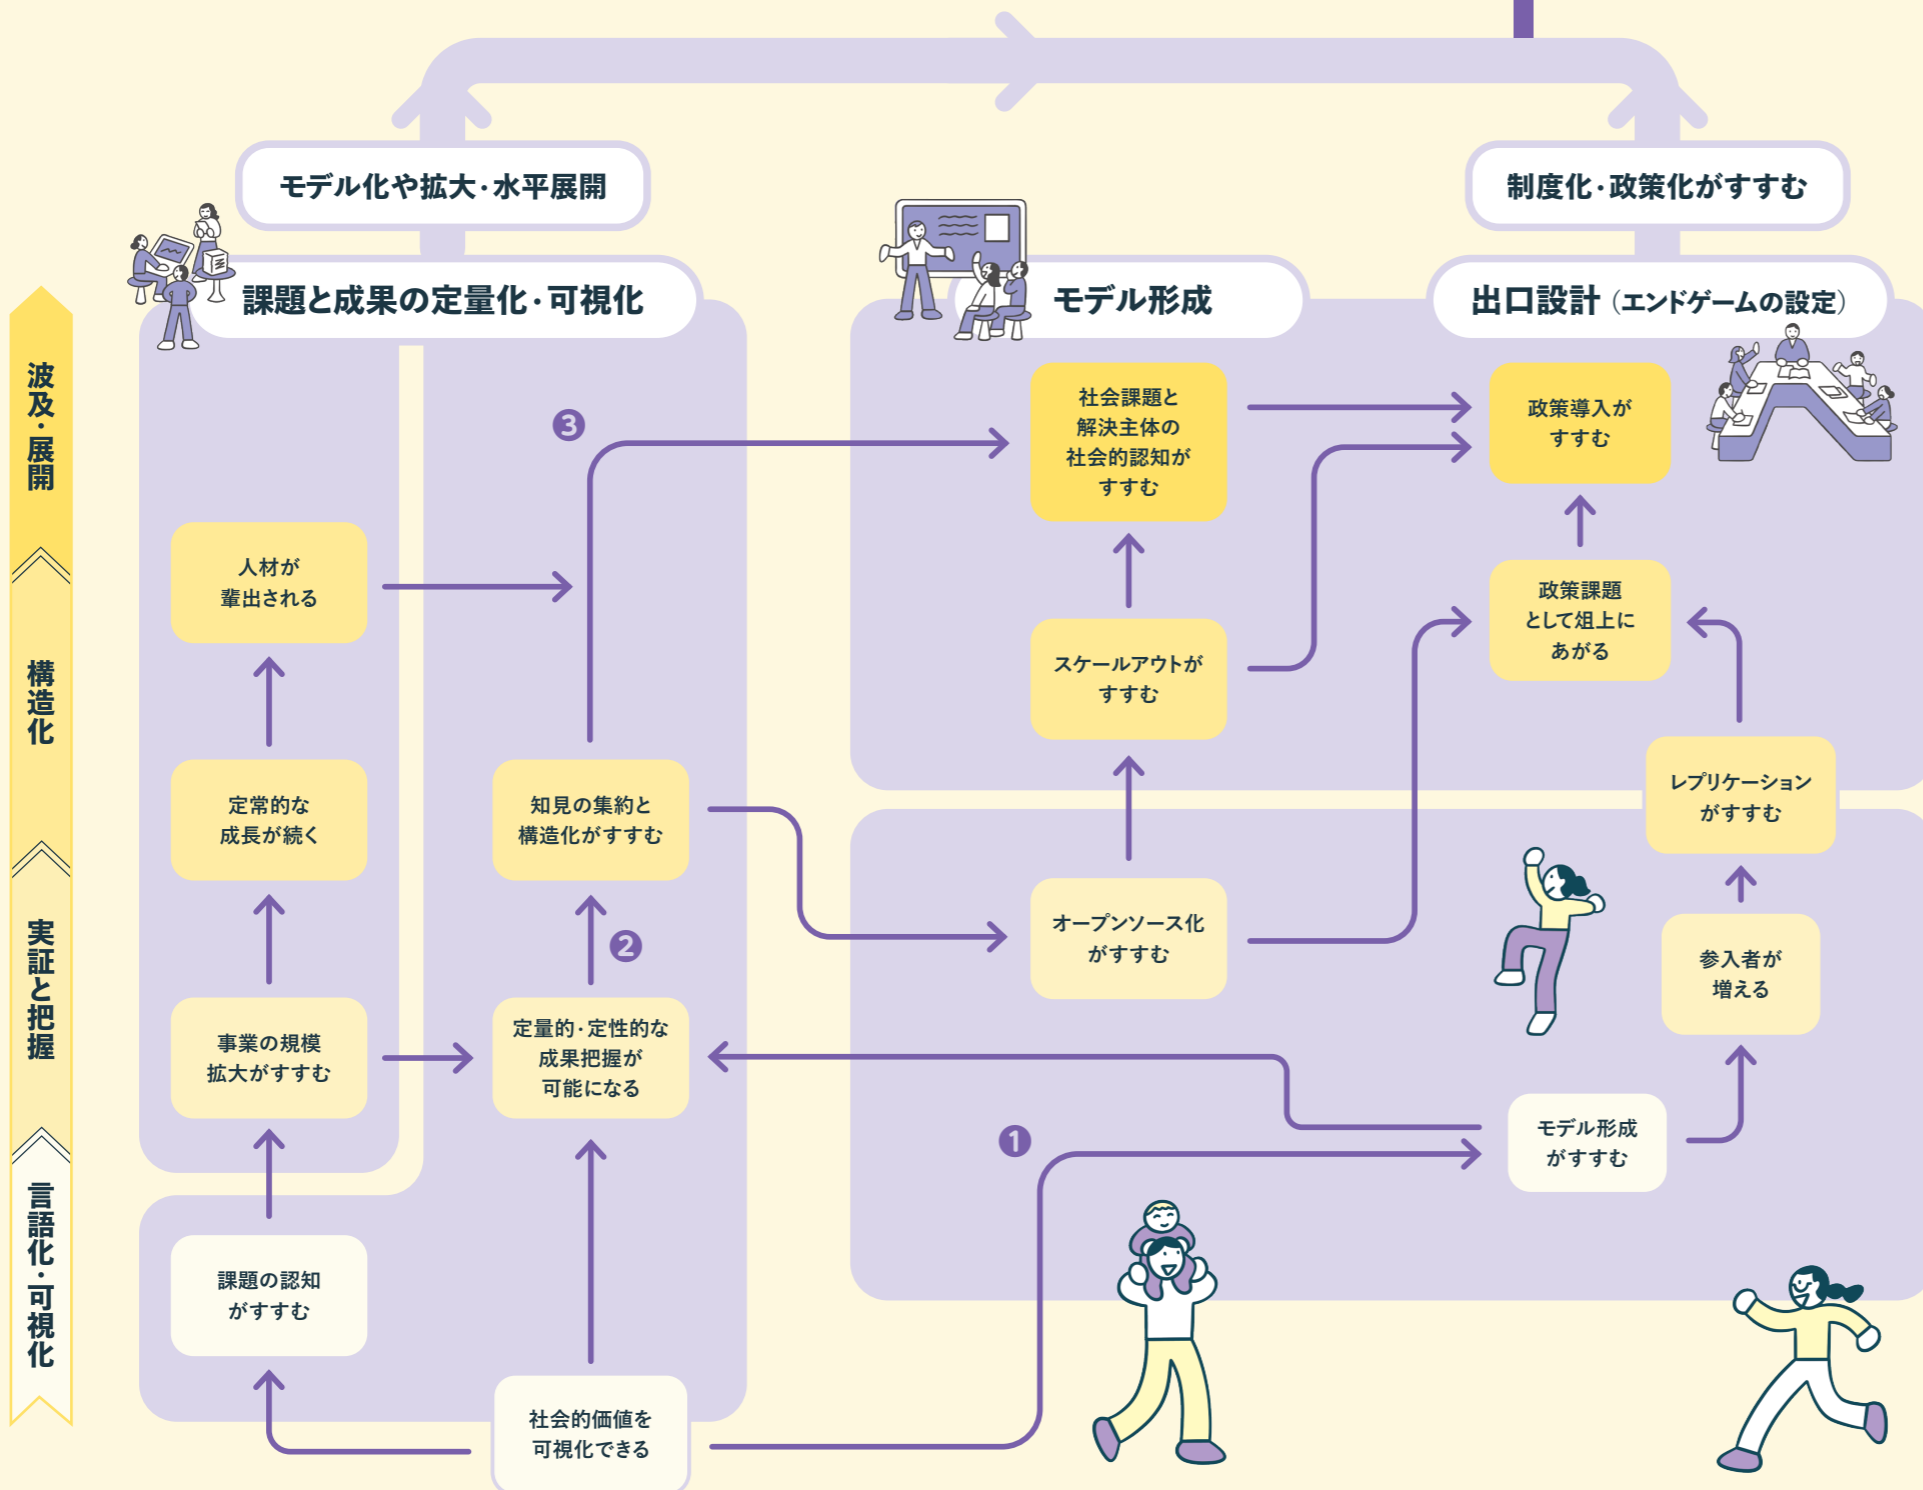 モデル化や拡大·水平展開
制度化·政策化がすすむ
課題と成果の定量化·可視化
モデル形成
出口設計（エンドゲームの設定）
波及·展開
構造化
実証と把握
言語化·可視化
人材が
輩出される
定常的な
成長が続く
事業の規模
拡大がすすむ
課題の認知
がすすむ
❸
知見の集約と
構造化がすすむ
❷
定量的·定性的な
成果把握が
可能になる
社会的価値を
可視化できる
社会課題と
解決主体の
社会的認知が
すすむ
スケールアウトが
すすむ
オープンソース化
がすすむ
❶
政策導入が
すすむ
政策課題
として俎上に
あがる
レプリケーション
がすすむ
参入者が
増える
モデル形成
がすすむ